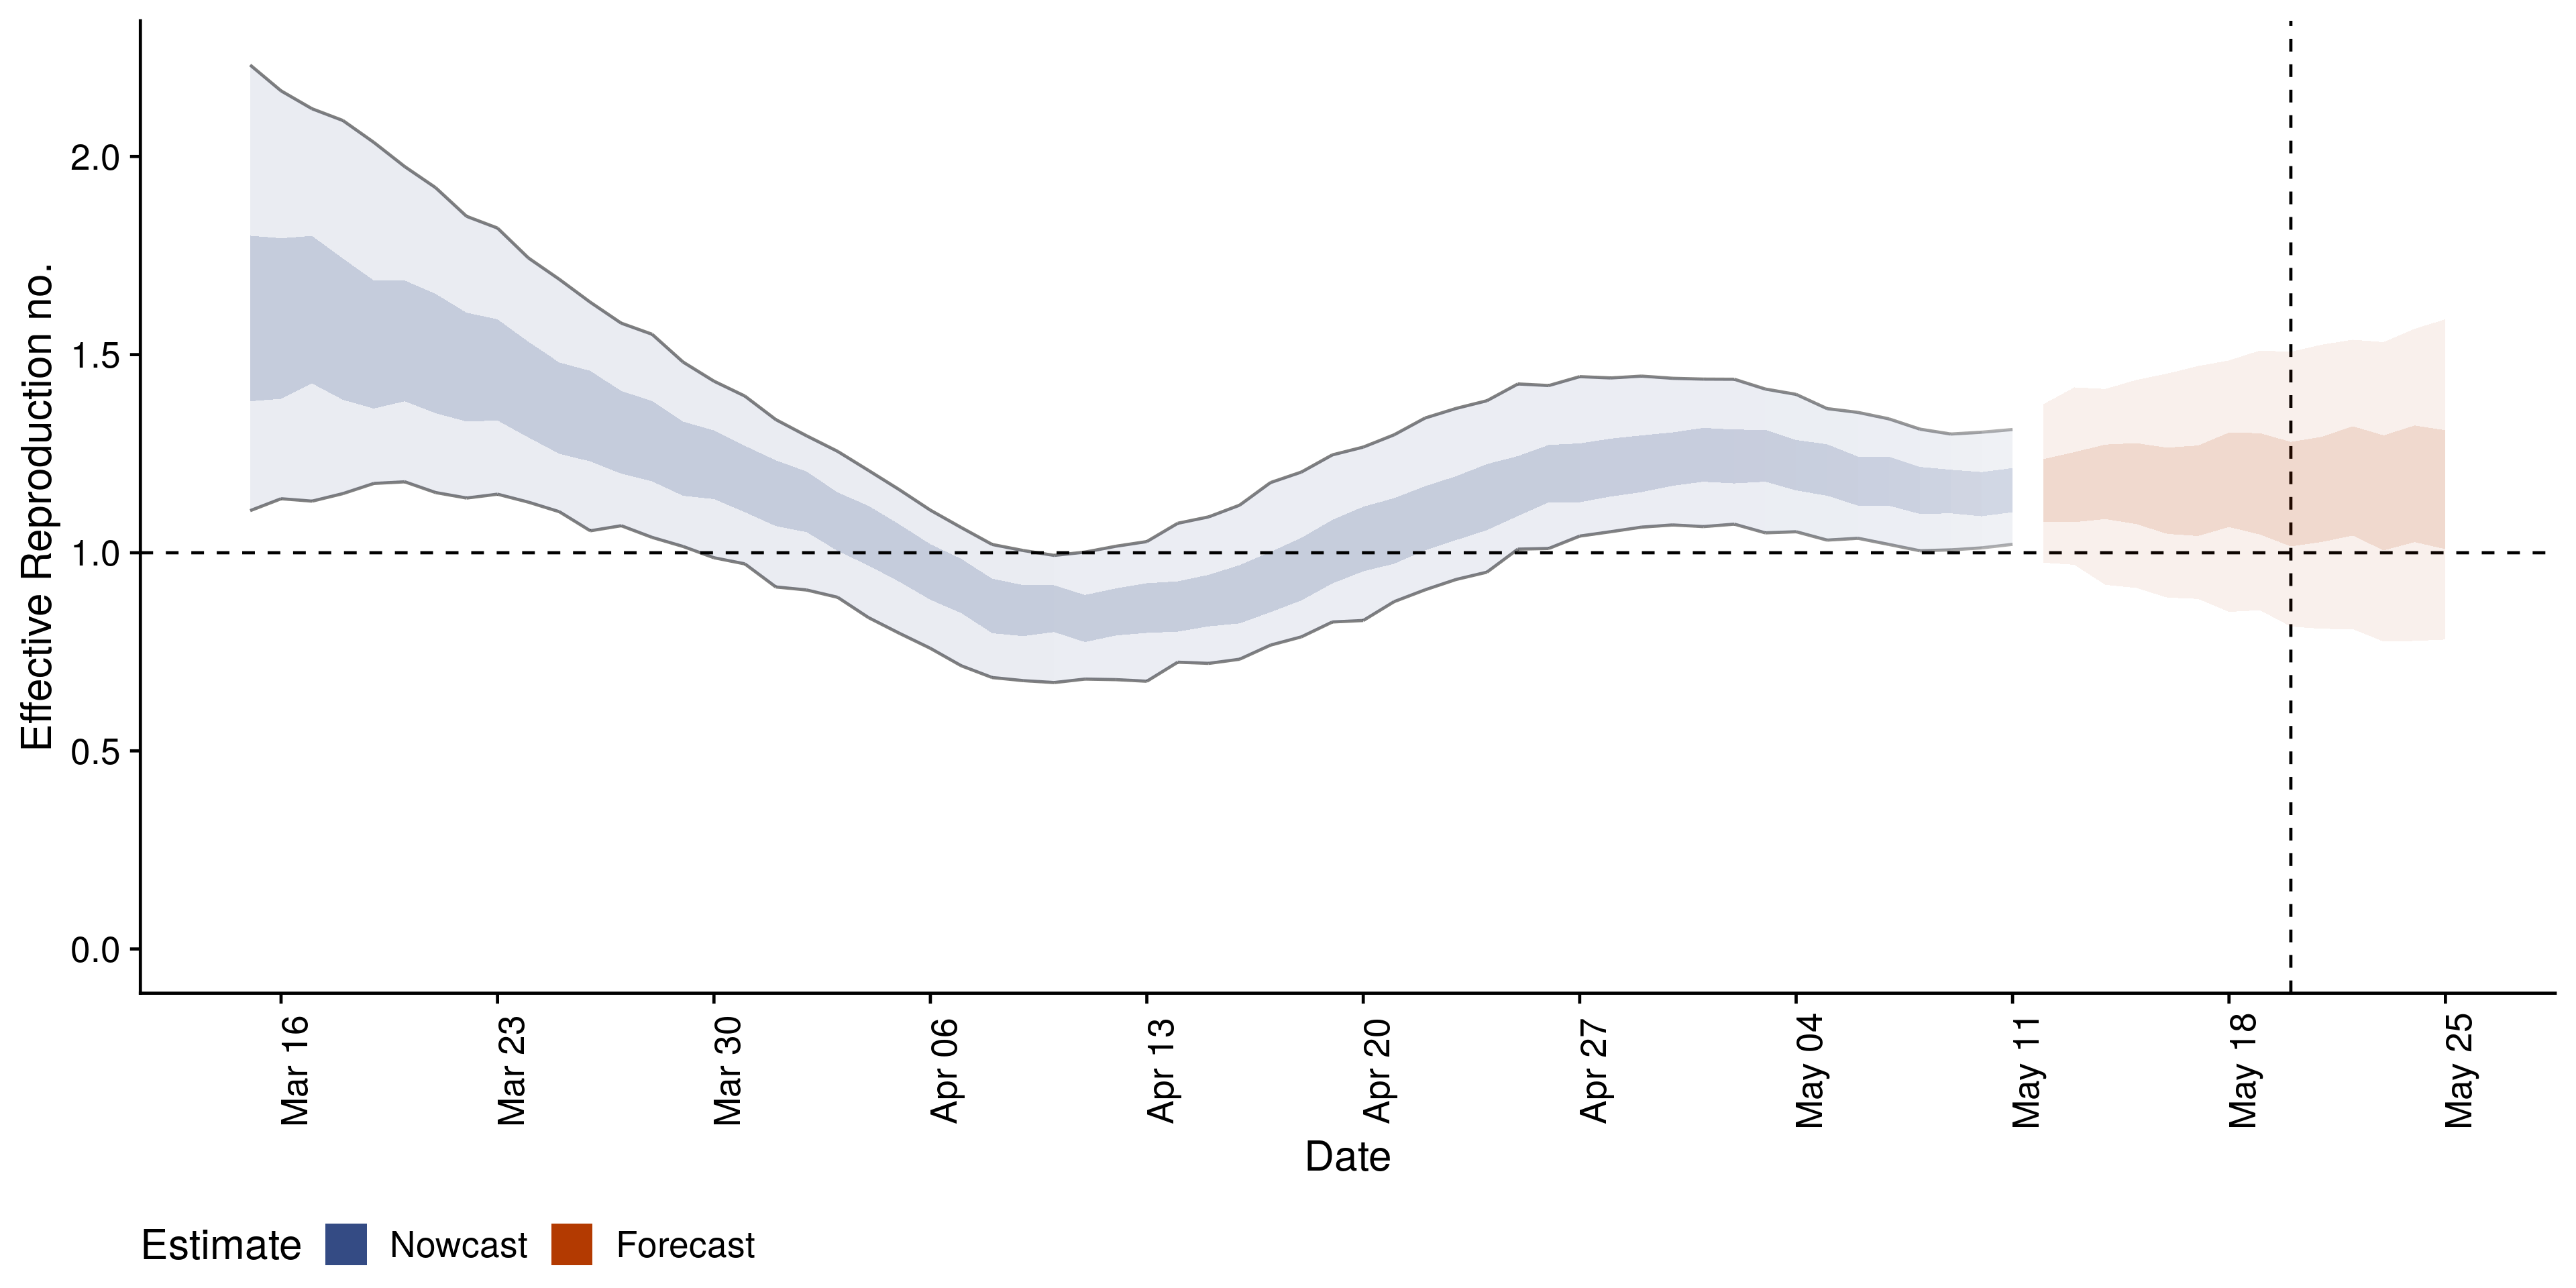 Effective Reproduction no.
2.0
1.5
1.0
0.5
0.0
Mar 16
Mar 23
Mar 30
Apr 06
Apr 13
Apr 20
Apr 27
May 04
May 11
May 18
May 25
Date
Estimate Nowcast Forecast